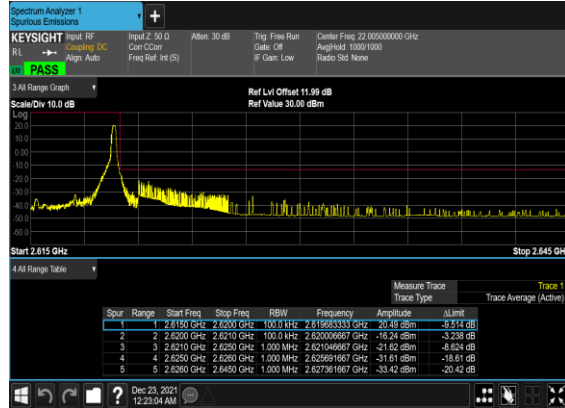 Spectrum Analyzer 1
Spurious Emissions
+
KEYSIGHT Input: RF Input Z: 50 Ω Atten: 30 dB Trig: Free Run Center Freq: 22.005000000 GHz
RL Coupling: DC Corr CCorr Gate: Off Avg|Hold: 1000/1000
Align: Auto Freq Ref: Int (S) IF Gain: Low Radio Std: None
PASS
3 All Range Graph
Ref Lvl Offset 11.99 dB
Scale/Div 10.0 dB Ref Value 30.00 dBm
Log
20.0
10.0
0.00
-10.0
-20.0
-30.0
-40.0
-50.0
-60.0
Start 2.615 GHz Stop 2.645 GH
4 All Range Table
Measure Trace Trace 1
Trace Type Trace Average (Active)
Spur Range Start Freq Stop Freq RBW Frequency Amplitude ΔLimit
1 1 2.6150 GHz 2.6200 GHz 100.0 kHz 2.619683333 GHz 20.49 dBm -9.514 dB
2 2 2.6200 GHz 2.6210 GHz 100.0 kHz 2.620006667 GHz -16.24 dBm -3.238 dB
3 3 2.6210 GHz 2.6250 GHz 1.000 MHz 2.621046667 GHz -21.62 dBm -8.624 dB
4 4 2.6250 GHz 2.6260 GHz 1.000 MHz 2.625691667 GHz -31.61 dBm -18.61 dB
5 5 2.6260 GHz 2.6450 GHz 1.000 MHz 2.627361667 GHz -33.42 dBm -20.42 dB
? Dec 23, 2021
12:23:04 AM